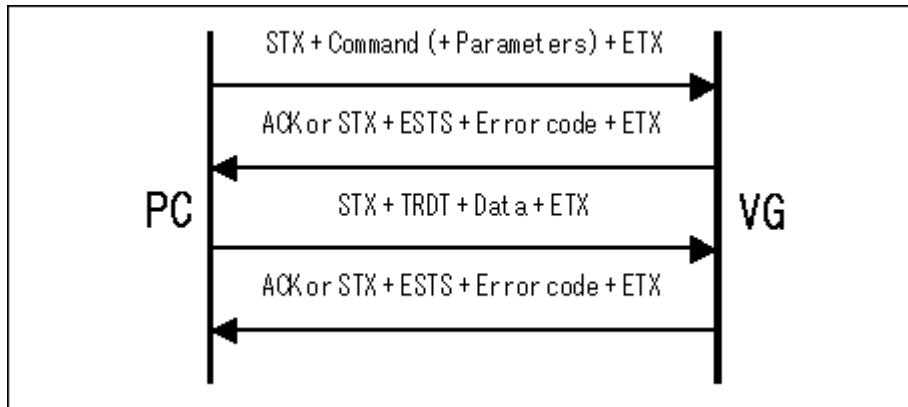 STX + Command (+ Parameters) + ETX
ACK or STX + ESTS + Error code + ETX
PC
STX + TRDT + Data + ETX
VG
ACK or STX + ESTS + Error code + ETX